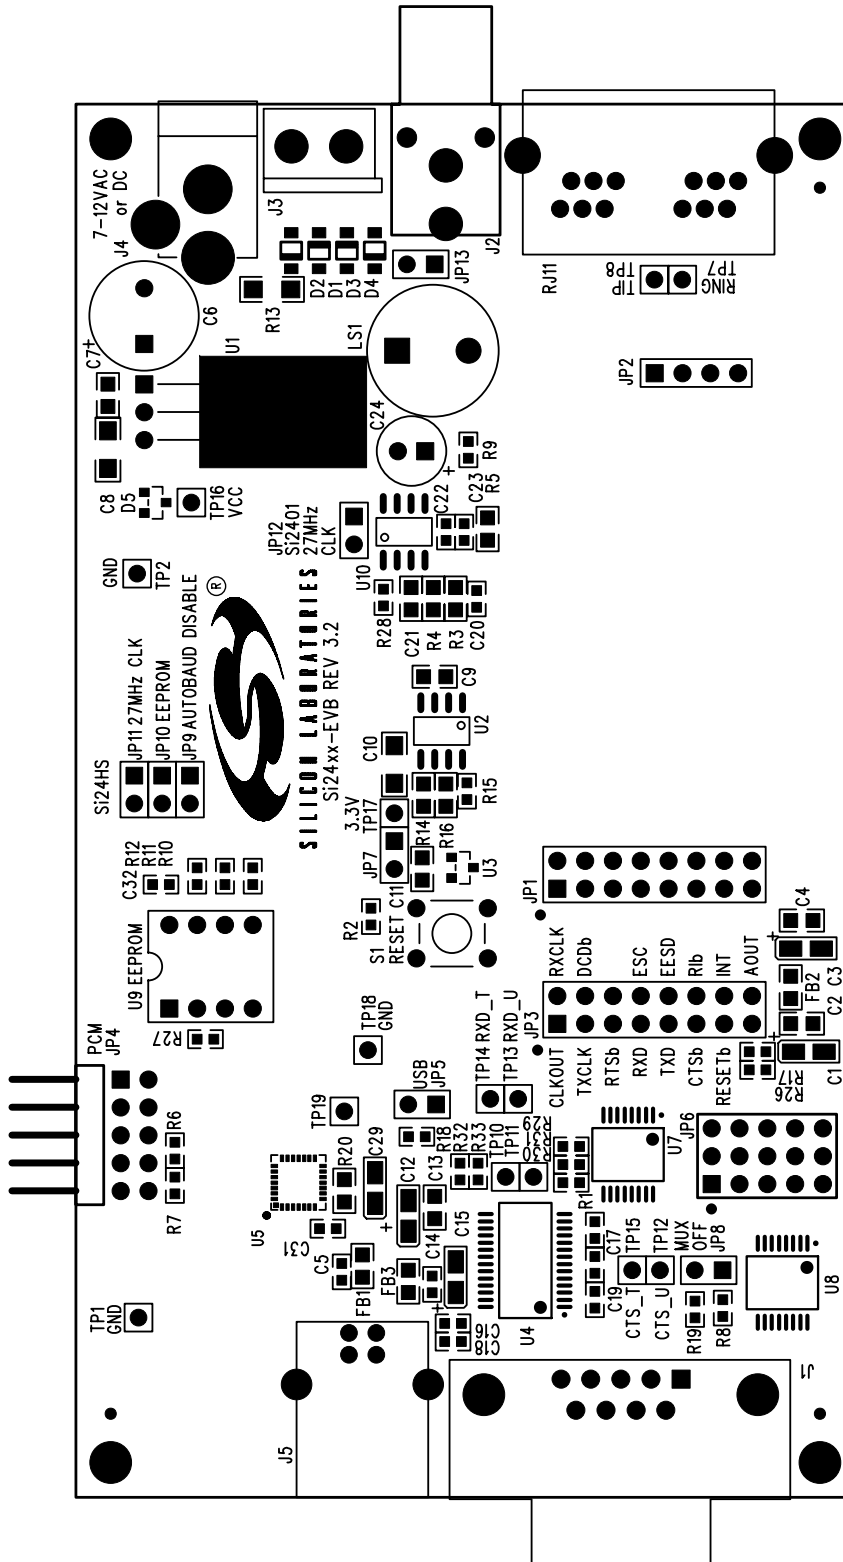 7-12VAC
or DC
J4
J3
J2
RJ11
C6
R13
D2
D1
D3
D4
JP13
TIP
TP8
RING
TP7
C7
+
U1
LS1
JP2
C24
+
R9
C8
D5
TP16
VCC
JP12
Si2401
27MHz
CLK
U10
C22
C23
R5
GND
TP2
R28
C21
R4
R3
C20
®
SILICON LABORATORIES
Si24xx-EVB REV 3.2
Si24HS
JP11 27MHz CLK
JP10 EEPROM
JP9 AUTOBAUD DISABLE
C9
U2
C10
3.3V
TP17
JP7
R14
R16
R15
C32
R12
R11
R10
C11
U3
R2
S1
RESET
U9 EEPROM
R27
TP18
GND
JP1
C4
+
C3
FB2
C2
+
C1
JP3
RXCLK
DCDb
ESC
EESD
RIb
INT
AOUT
CLKOUT
TXCLK
RTSb
RXD
TXD
CTSb
RESETb
R17
R26
PCM
JP4
R6
R7
TP19
USB
JP5
TP14 RXD_T
TP13 RXD_U
R18
R32
R33
TP10
TP11
R29
R31
R30
R1
U7
JP6
U5
R20
C29
C31
C12
+
C13
C5
FB1
FB3
C14
C15
+
C16
C18
U4
C17
C19
TP15
TP12
CTS_T
CTS_U
MUX
OFF
JP8
R19
R8
U8
TP1
GND
J5
J1